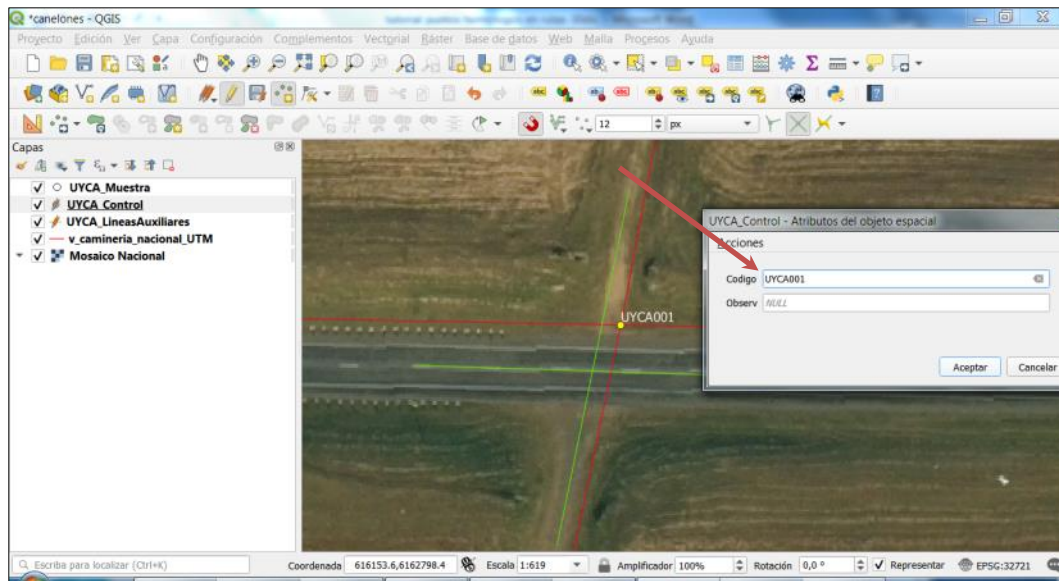 *canelones - QGIS
Proyecto Edición Ver Capa Configuración Complementos Vectorial Ráster Base de datos Web Malla Procesos Ayuda
12 px
Capas
UYCA_Muestra
UYCA_Control
UYCA_LineasAuxiliares
v_camineria_nacional_UTM
Mosaico Nacional
UYCA_Control - Atributos del objeto espacial
Acciones
Codigo UYCA001
Observ NULL
Aceptar Cancelar
UYCA001
Escriba para localizar (Ctrl+K) Coordenada 616153.6,6162798.4 Escala 1:619 Amplificador 100% Rotación 0,0 ° Representar EPSG:32721